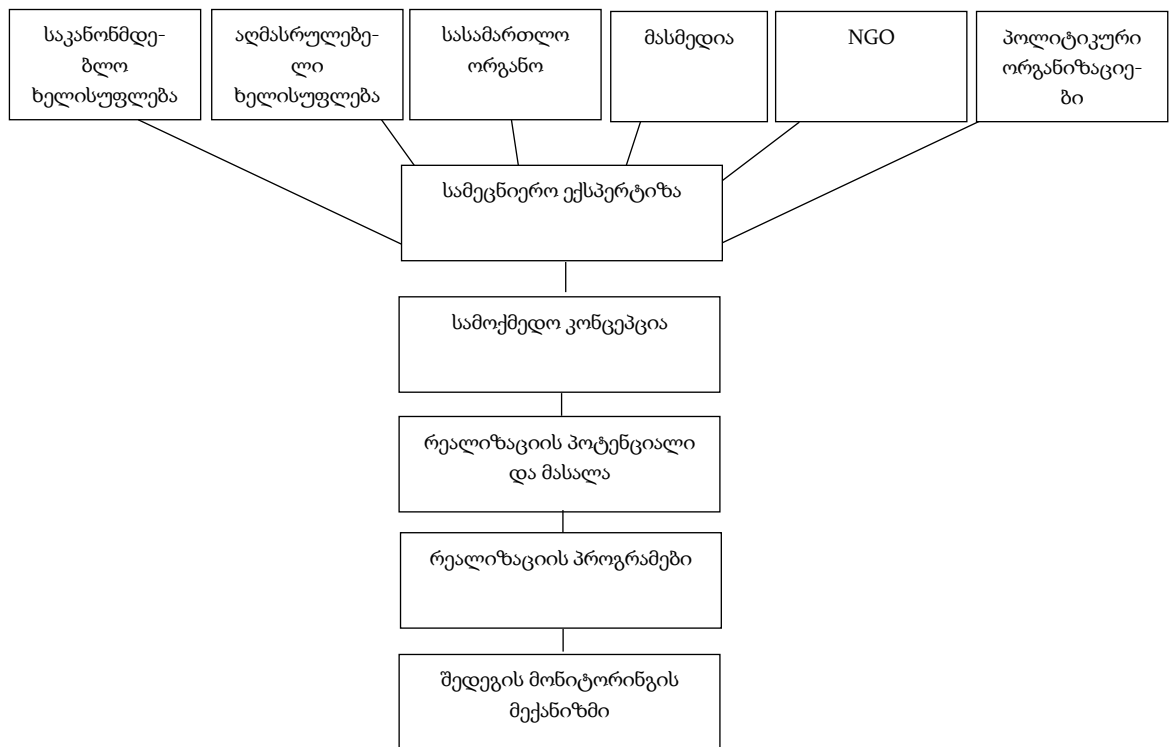 საკანონმდე-
ბლო
ხელისუფლება
აღმასრულებე-
ლი
ხელისუფლება
სასამართლო
ორგანო
მასმედია
NGO
პოლიტიკური
ორგანიზაციე-
ბი
სამეცნიერო ექსპერტიზა
სამოქმედო კონცეპცია
რეალიზაციის პოტენციალი
და მასალა
რეალიზაციის პროგრამები
შედეგის მონიტორინგის
მექანიზმი